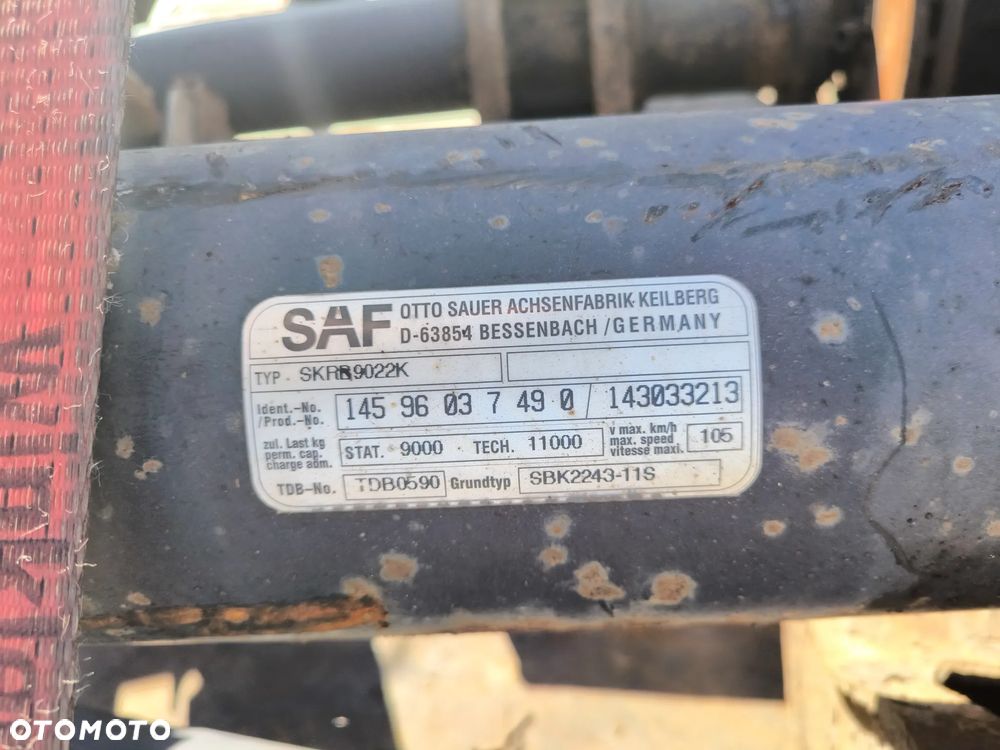 SAF OTTO SAUER ACHSENFABRIK KEILBERG
D-63854 BESSENBACH / GERMANY
TYP SKRB9022K
Ident.-No. /Prod.-No. 145 96 03 7 49 0 / 143033213
zul. Last kg perm. cap. charge adm. STAT. 9000 TECH. 11000 v max. km/h max. speed vitesse maxi. 105
TDB-No. TDB0590 Grundtyp SBK2243-11S
OTOMOTO